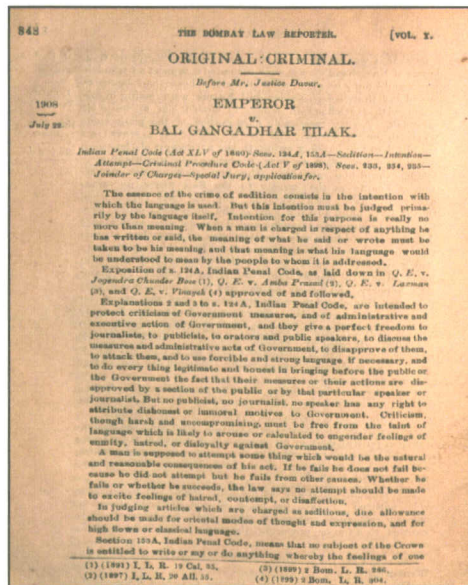 848 THE BOMBAY LAW REPORTER. [VOL. X.
ORIGINAL CRIMINAL.
Before Mr. Justice Davar.
1908
July 22.
EMPEROR
v.
BAL GANGADHAR TILAK.
Indian Penal Code (Act XLV of 1860) Secs. 124A, 153A—Sedition—Intention—
Attempt—Criminal Procedure Code (Act V of 1898), Secs. 233, 234, 235—
Joinder of Charges—Special Jury, application for.
The essence of the crime of sedition consists in the intention with
which the language is used. But this intention must be judged prima-
rily by the language itself. Intention for this purpose is really no
more than meaning. When a man is charged in respect of anything he
has written or said, the meaning of what he said or wrote must be
taken to be his meaning, and that meaning is what his language would
be understood to mean by the people to whom it is addressed.
Exposition of s. 124A, Indian Penal Code, as laid down in Q. E. v.
Jogendra Chunder Bose (1), Q. E. v. Amba Prasad (2), Q. E. v. Laxman
(3), and Q. E. v. Vinayek (4) approved of and followed.
Explanations 2 and 3 to s. 124A, Indian Penal Code, are intended to
protect criticism of Government measures, and of administrative and
executive action of Government, and they give a perfect freedom to
journalists, to publicists, to orators and public speakers, to discuss the
measures and administrative acts of Government, to disapprove of them,
to attack them, and to use forcible and strong language if necessary, and
to do every thing legitimate and honest in bringing before the public or
the Government the fact that their measures or their actions are dis-
approved by a section of the public or by that particular speaker or
journalist. But no publicist, no journalist, no speaker has any right to
attribute dishonest or immoral motives to Government. Criticism,
though harsh and uncompromising, must be free from the taint of
language which is likely to arouse or calculated to engender feelings of
enmity, hatred, or disloyalty against Government.
A man is supposed to attempt some thing which would be the natural
and reasonable consequences of his act. If he fails he does not fail be-
cause he did not attempt but he fails from other causes. Whether he
fails or whether he succeeds, the law says no attempt should be made
to excite feelings of hatred, contempt, or disaffection.
In judging articles which are charged as seditious, due allowance
should be made for oriental modes of thought and expression, and for
high flown or classical language.
Section 153A, Indian Penal Code, means that no subject of the Crown
is entitled to write or say or do anything whereby the feelings of one
(1) (1891) I. L. R. 19 Cal. 35. (3) (1899) 2 Bom. L. R. 286.
(2) (1897) I. L. R. 20 All. 55. (4) (1899) 2 Bom. L. R. 304.